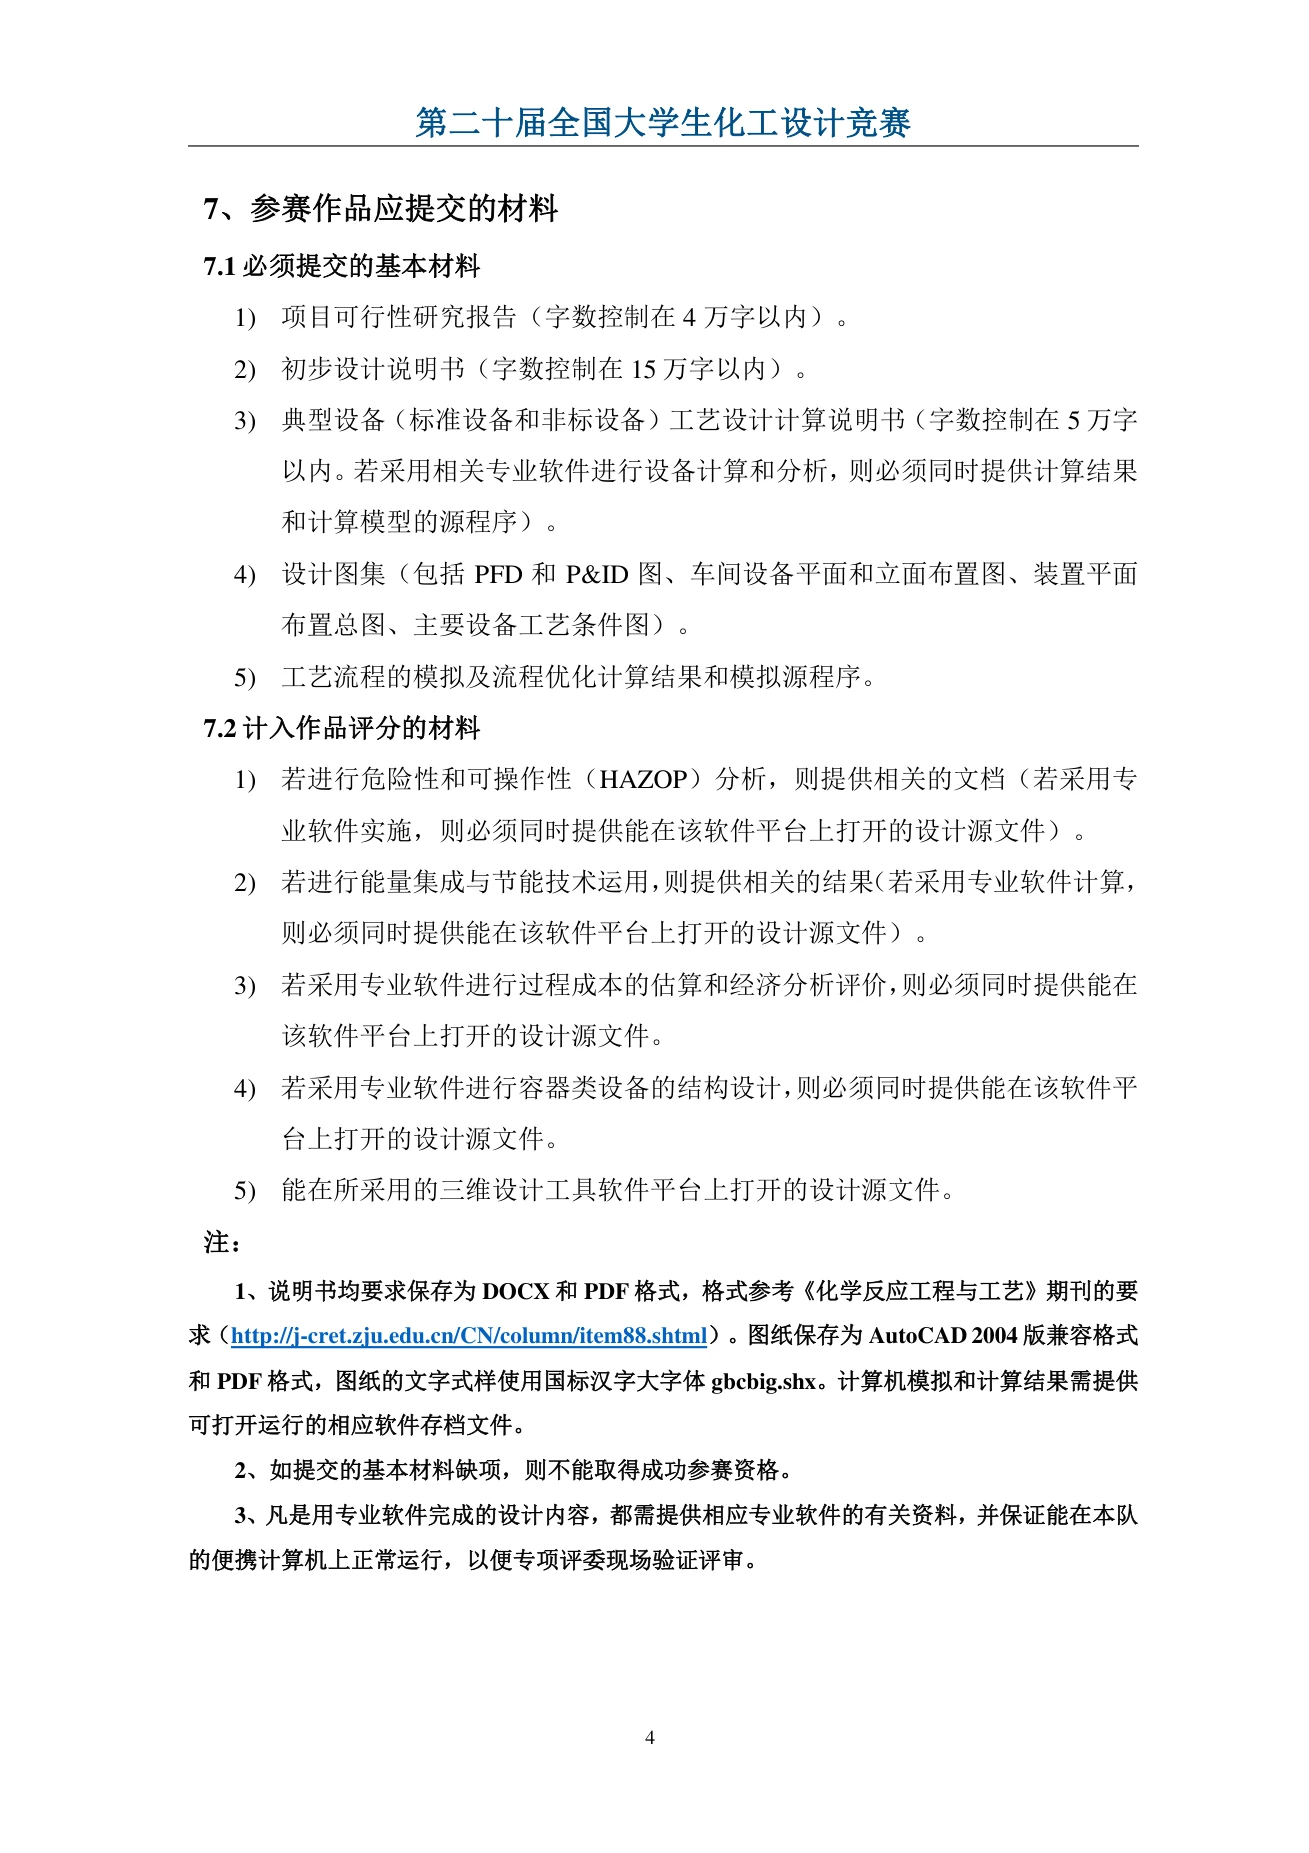 第二十届全国大学生化工设计竞赛
7、参赛作品应提交的材料
7.1 必须提交的基本材料
1) 项目可行性研究报告（字数控制在 4 万字以内）。
2) 初步设计说明书（字数控制在 15 万字以内）。
3) 典型设备（标准设备和非标设备）工艺设计计算说明书（字数控制在 5 万字
以内。若采用相关专业软件进行设备计算和分析，则必须同时提供计算结果
和计算模型的源程序）。
4) 设计图集（包括 PFD 和 P&ID 图、车间设备平面和立面布置图、装置平面
布置总图、主要设备工艺条件图）。
5) 工艺流程的模拟及流程优化计算结果和模拟源程序。
7.2 计入作品评分的材料
1) 若进行危险性和可操作性（HAZOP）分析，则提供相关的文档（若采用专
业软件实施，则必须同时提供能在该软件平台上打开的设计源文件）。
2) 若进行能量集成与节能技术运用，则提供相关的结果（若采用专业软件计算，
则必须同时提供能在该软件平台上打开的设计源文件）。
3) 若采用专业软件进行过程成本的估算和经济分析评价，则必须同时提供能在
该软件平台上打开的设计源文件。
4) 若采用专业软件进行容器类设备的结构设计，则必须同时提供能在该软件平
台上打开的设计源文件。
5) 能在所采用的三维设计工具软件平台上打开的设计源文件。
注：
1、说明书均要求保存为 DOCX 和 PDF 格式，格式参考《化学反应工程与工艺》期刊的要
求（http://j-cret.zju.edu.cn/CN/column/item88.shtml）。图纸保存为 AutoCAD 2004 版兼容格式
和 PDF 格式，图纸的文字式样使用国标汉字大字体 gbcbig.shx。计算机模拟和计算结果需提供
可打开运行的相应软件存档文件。
2、如提交的基本材料缺项，则不能取得成功参赛资格。
3、凡是用专业软件完成的设计内容，都需提供相应专业软件的有关资料，并保证能在本队
的便携计算机上正常运行，以便专项评委现场验证评审。
4